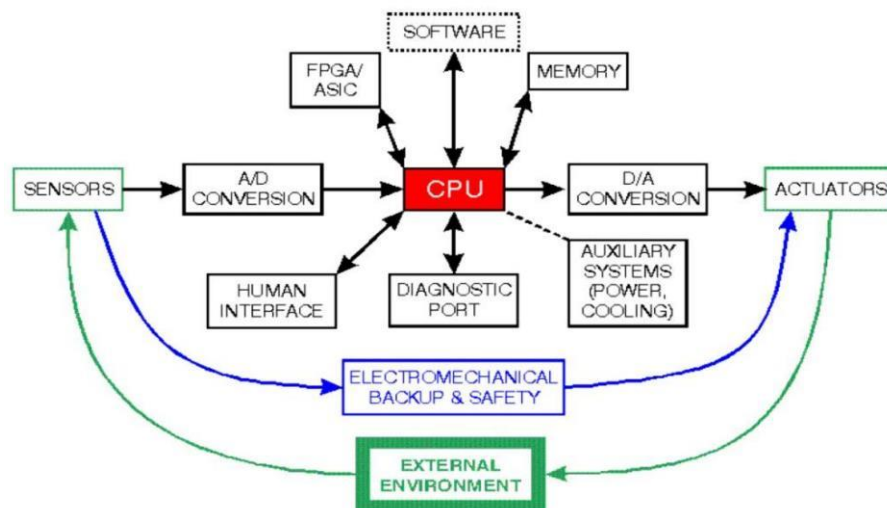 SOFTWARE
FPGA/
ASIC
MEMORY
SENSORS
A/D
CONVERSION
CPU
D/A
CONVERSION
ACTUATORS
HUMAN
INTERFACE
DIAGNOSTIC
PORT
AUXILIARY
SYSTEMS
(POWER,
COOLING)
ELECTROMECHANICAL
BACKUP & SAFETY
EXTERNAL
ENVIRONMENT